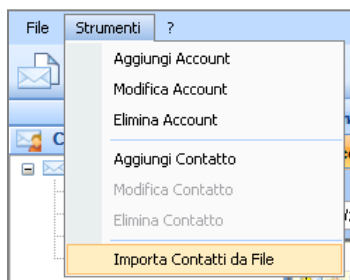 File Strumenti ?
Aggiungi Account
Modifica Account
Elimina Account
C
Aggiungi Contatto
Modifica Contatto
Elimina Contatto
Importa Contatti da File